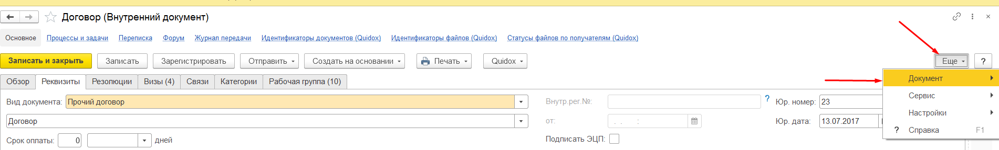 Договор (Внутренний документ)
Основное Процессы и задачи Переписка Форум Журнал передачи Идентификаторы документов (Quidox) Идентификаторы файлов (Quidox) Статусы файлов по получателям (Quidox)
Записать и закрыть Записать Зарегистрировать Отправить Создать на основании Печать Quidox Еще ?
Обзор Реквизиты Резолюции Визы (4) Связи Категории Рабочая группа (10)
Документ
Сервис
Настройки
? Справка F1
Вид документа: Прочий договор Внутр.рег.№: ? Юр. номер: 23
Договор от: . . : Юр. дата: 13.07.2017
Срок оплаты: 0 дней Подписать ЭЦП: